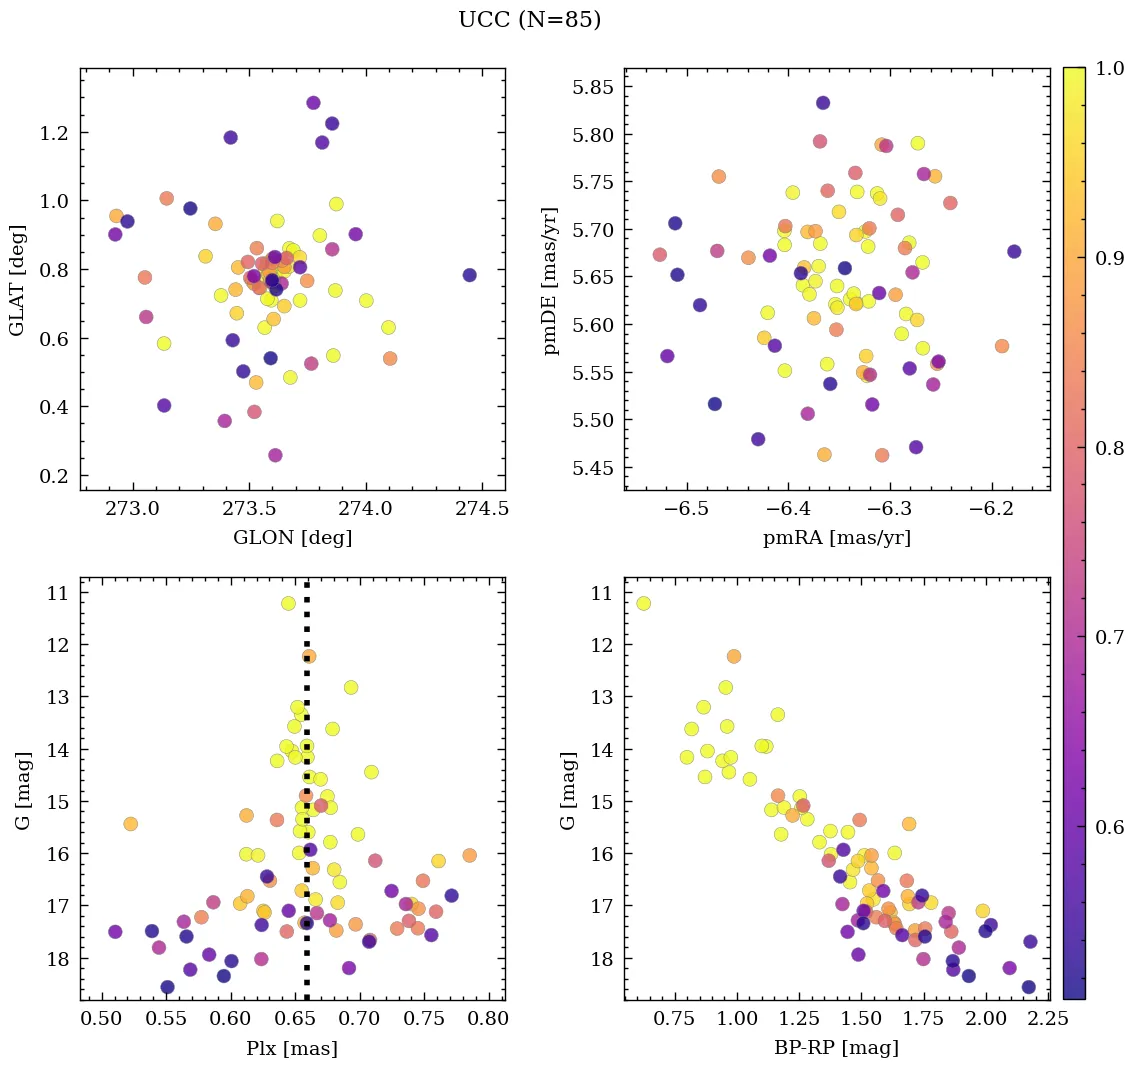 UCC (N=85)
1.2
1.0
0.8
0.6
0.4
0.2
GLAT [deg]
273.0 273.5 274.0 274.5
GLON [deg]
5.85
5.80
5.75
5.70
5.65
5.60
5.55
5.50
5.45
pmDE [mas/yr]
−6.5 −6.4 −6.3 −6.2
pmRA [mas/yr]
11
12
13
14
15
16
17
18
G [mag]
0.50 0.55 0.60 0.65 0.70 0.75 0.80
Plx [mas]
11
12
13
14
15
16
17
18
G [mag]
0.75 1.00 1.25 1.50 1.75 2.00 2.25
BP-RP [mag]
1.0
0.9
0.8
0.7
0.6